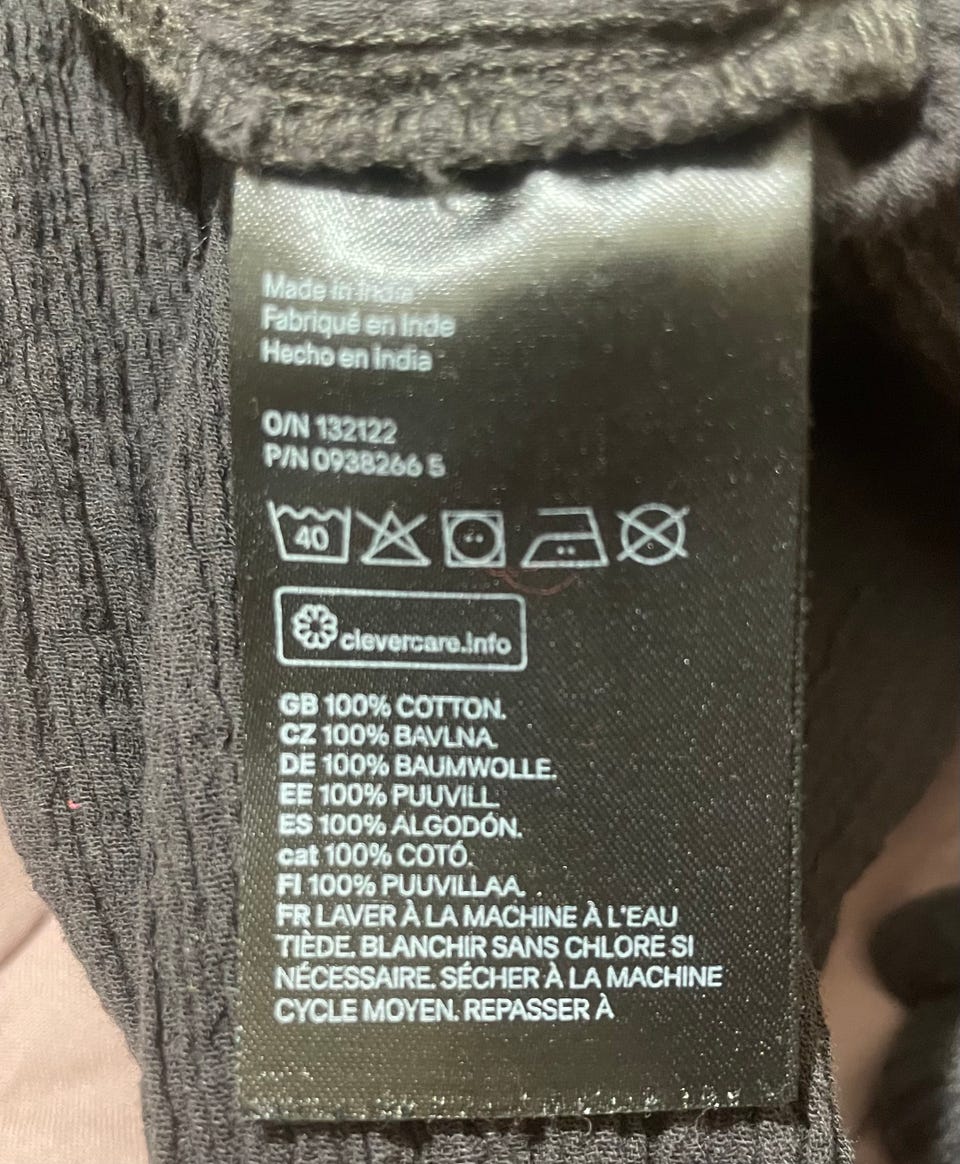 Made in India
Fabriqué en Inde
Hecho en India
O/N 132122
P/N 0938266 5
40
clevercare.info
GB 100% COTTON.
CZ 100% BAVLNA.
DE 100% BAUMWOLLE.
EE 100% PUUVILL.
ES 100% ALGODÓN.
cat 100% COTÓ.
FI 100% PUUVILLAA.
FR LAVER À LA MACHINE À L'EAU
TIÈDE. BLANCHIR SANS CHLORE SI
NÉCESSAIRE. SÉCHER À LA MACHINE
CYCLE MOYEN. REPASSER À